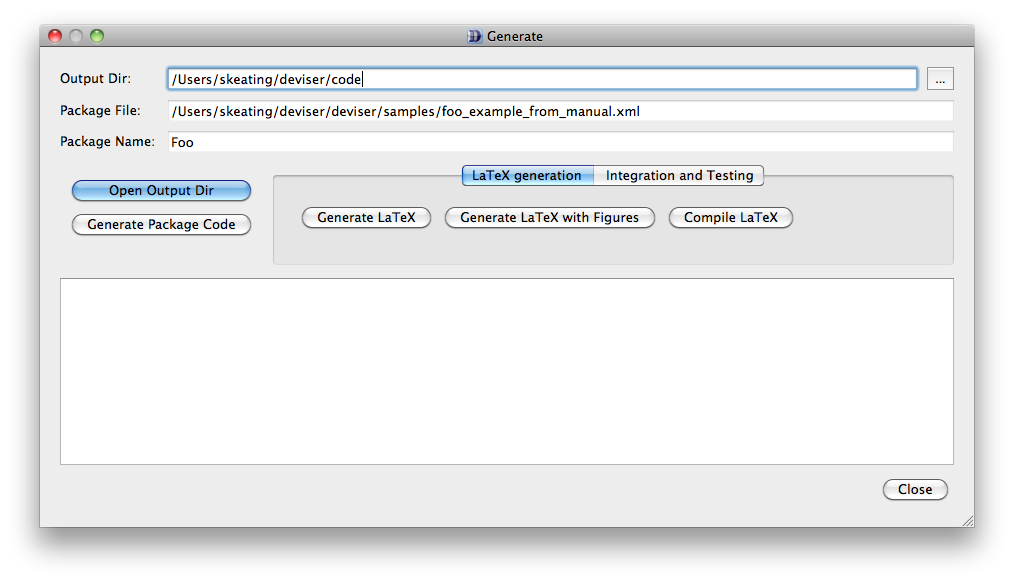 Generate
Output Dir: /Users/skeating/deviser/code ...
Package File: /Users/skeating/deviser/deviser/samples/foo_example_from_manual.xml
Package Name: Foo
LaTeX generation Integration and Testing
Open Output Dir
Generate LaTeX Generate LaTeX with Figures Compile LaTeX
Generate Package Code
Close